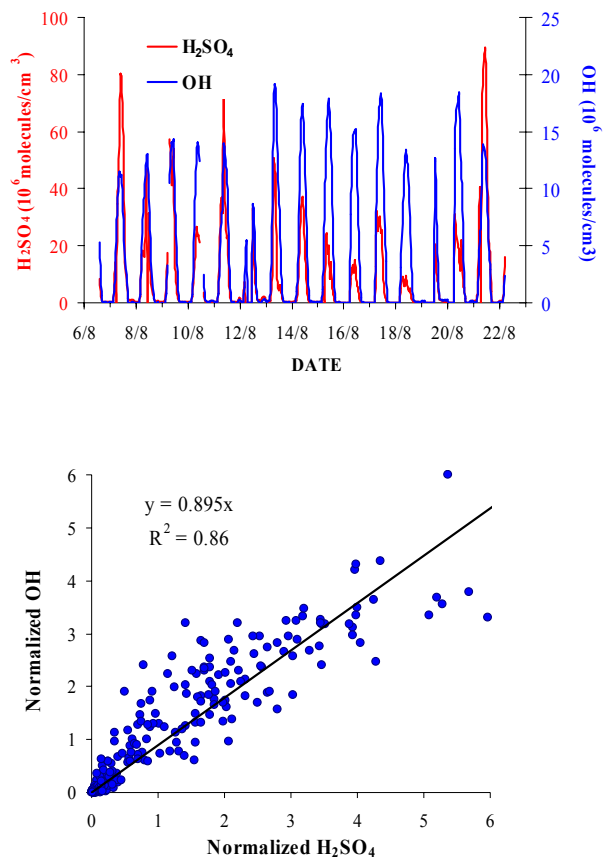 100
80
60
40
20
0
H₂SO₄ (10⁶ molecules/cm³)
H₂SO₄
OH
25
20
15
10
5
0
OH (10⁶ molecules/cm3)
6/8 8/8 10/8 12/8 14/8 16/8 18/8 20/8 22/8
DATE
6
5
4
3
2
1
0
Normalized OH
y = 0.895x
R² = 0.86
0 1 2 3 4 5 6
Normalized H₂SO₄